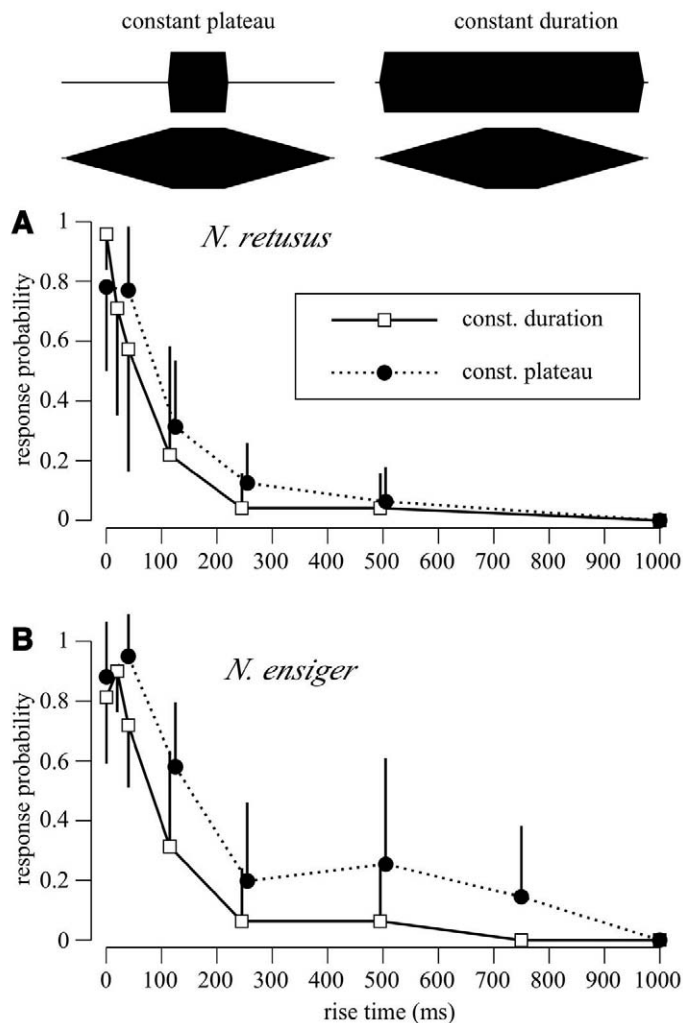 constant plateau constant duration
A
N. retusus
1
0.8
0.6
0.4
0.2
0
response probability
const. duration
const. plateau
0 100 200 300 400 500 600 700 800 900 1000
rise time (ms)
B
N. ensiger
1
0.8
0.6
0.4
0.2
0
response probability
0 100 200 300 400 500 600 700 800 900 1000
rise time (ms)